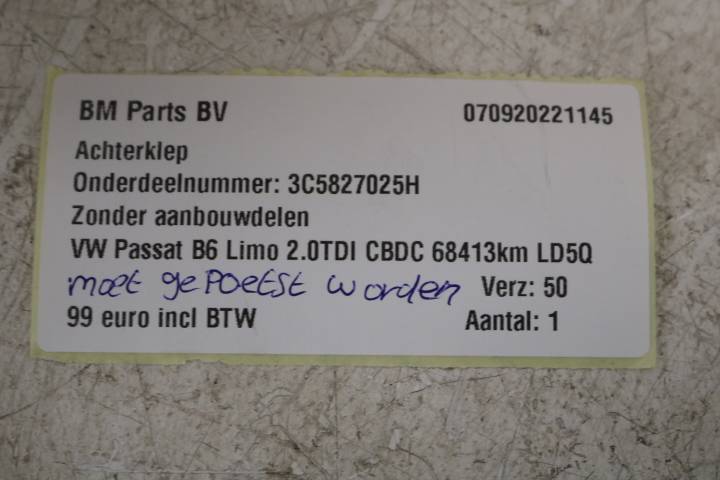 BM Parts BV 070920221145
Achterklep
Onderdeelnummer: 3C5827025H
Zonder aanbouwdelen
VW Passat B6 Limo 2.0TDI CBDC 68413km LD5Q
moet gepoetst worden Verz: 50
99 euro incl BTW Aantal: 1